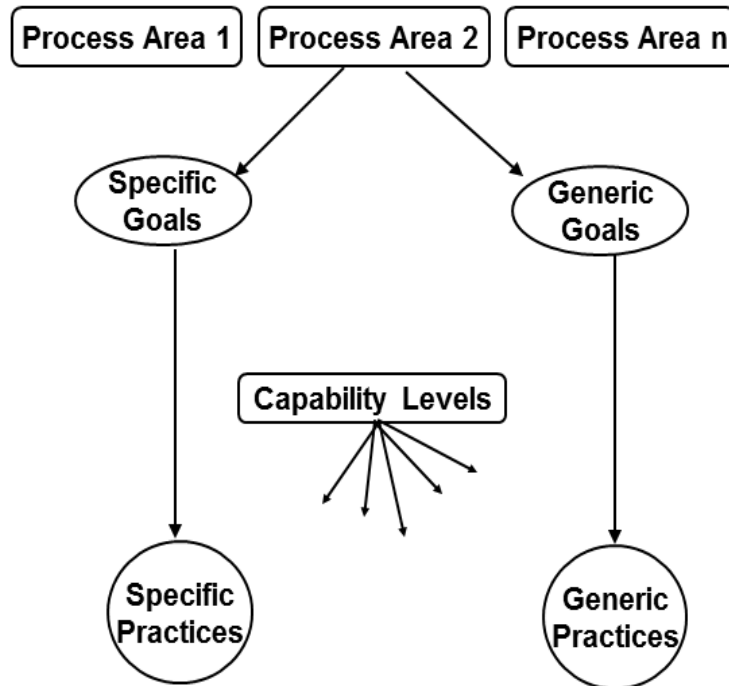 Process Area 1
Process Area 2
Process Area n
Specific
Goals
Generic
Goals
Capability Levels
Specific
Practices
Generic
Practices